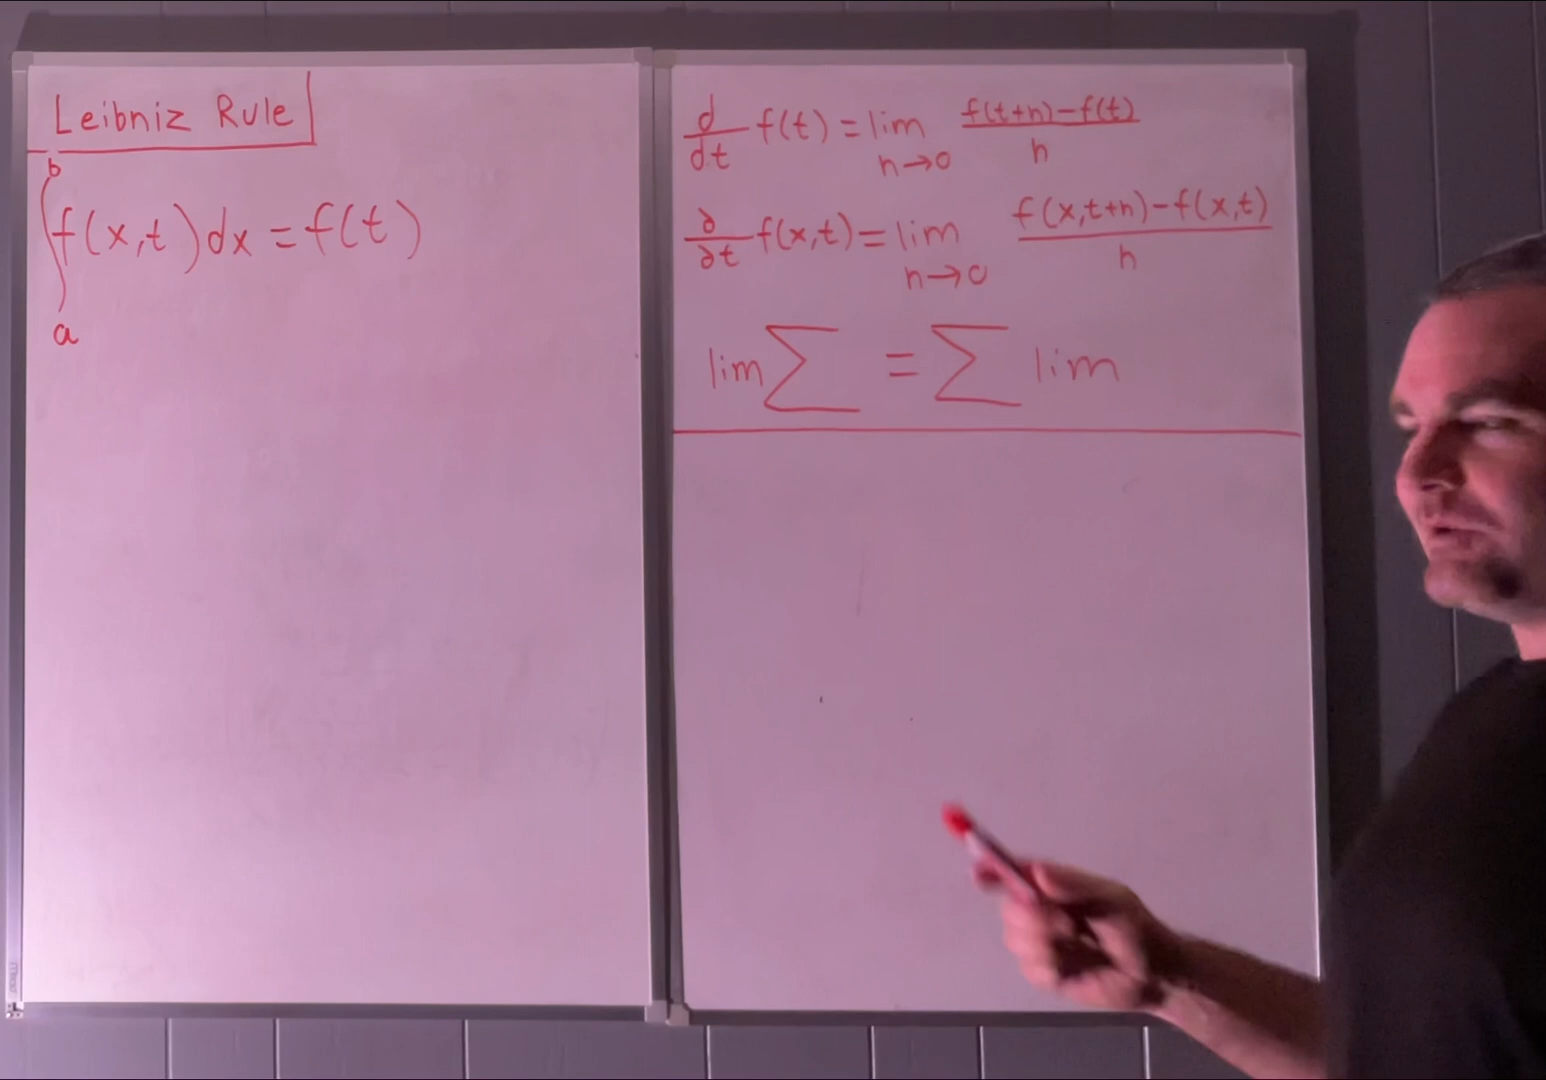 Leibniz Rule
∫_a^b f(x,t)dx = f(t)
d/dt f(t) = lim_{h→0} (f(t+h)-f(t))/h
∂/∂t f(x,t) = lim_{h→0} (f(x,t+h)-f(x,t))/h
lim ∑ = ∑ lim